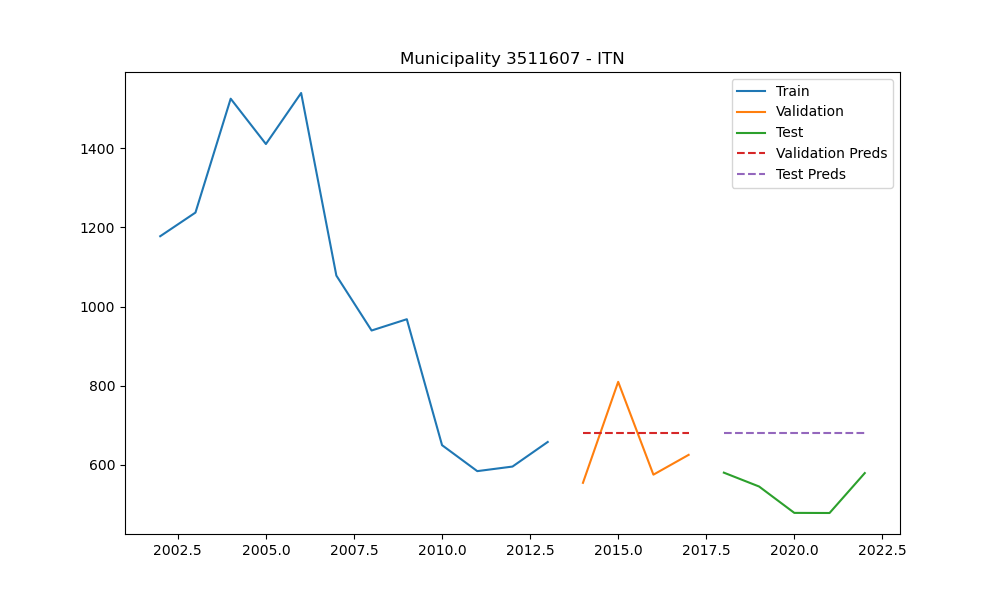 Municipality 3511607 - ITN
Train
Validation
Test
Validation Preds
Test Preds
1400
1200
1000
800
600
2002.5 2005.0 2007.5 2010.0 2012.5 2015.0 2017.5 2020.0 2022.5